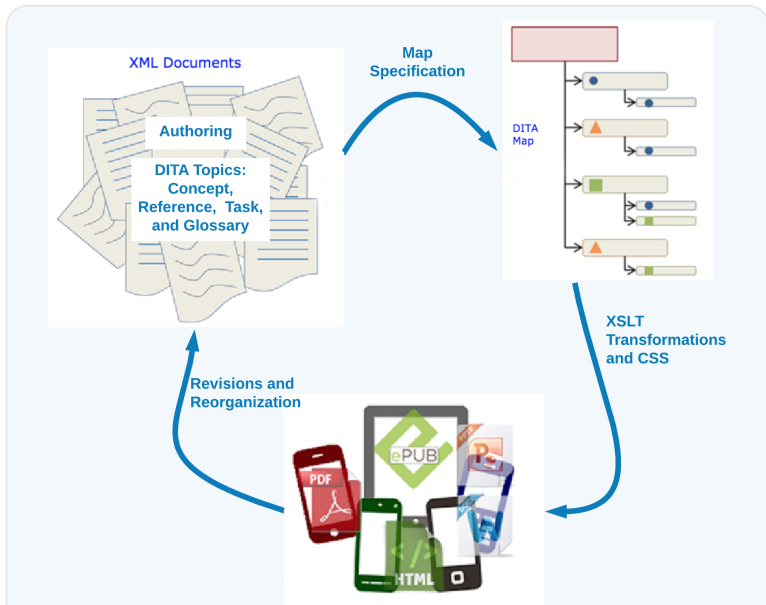 XML Documents
Authoring
DITA Topics:
Concept,
Reference, Task,
and Glossary
Map
Specification
DITA
Map
XSLT
Transformations
and CSS
Revisions and
Reorganization
ePUB
PDF
P
</>
HTML